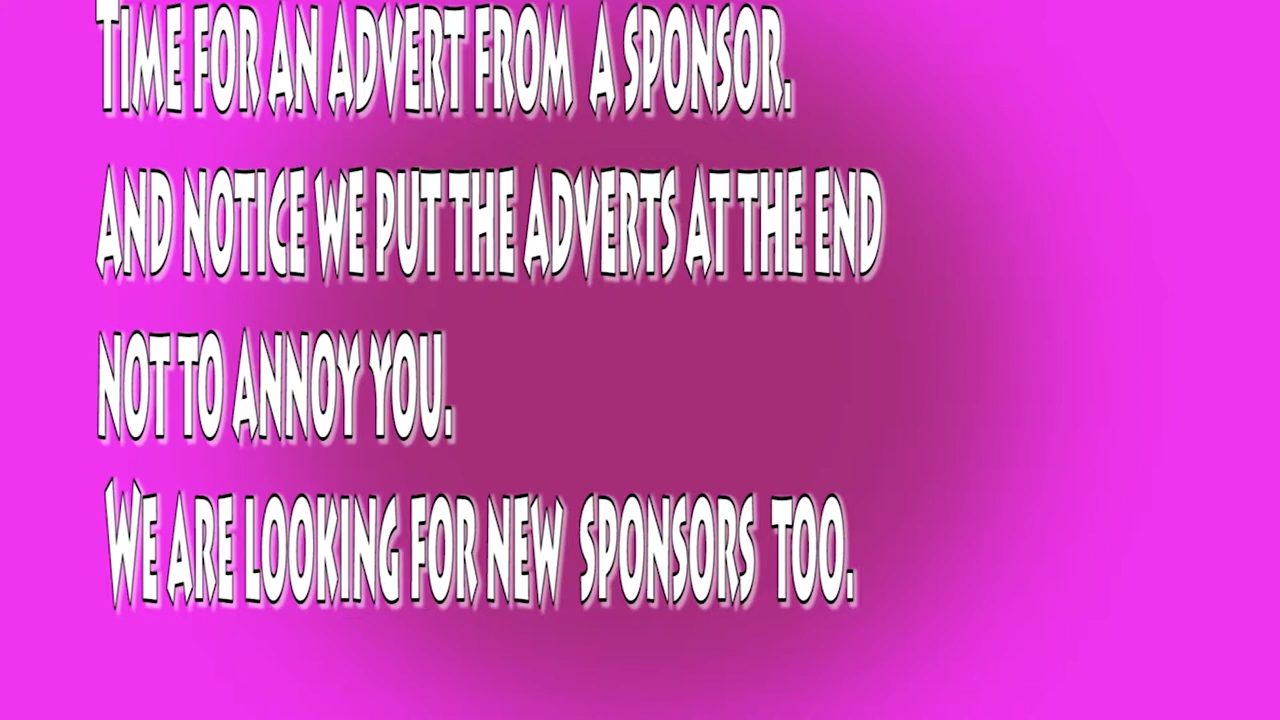 Time for an advert from a sponsor.
And notice we put the adverts at the end
not to annoy you.
We are looking for new sponsors too.